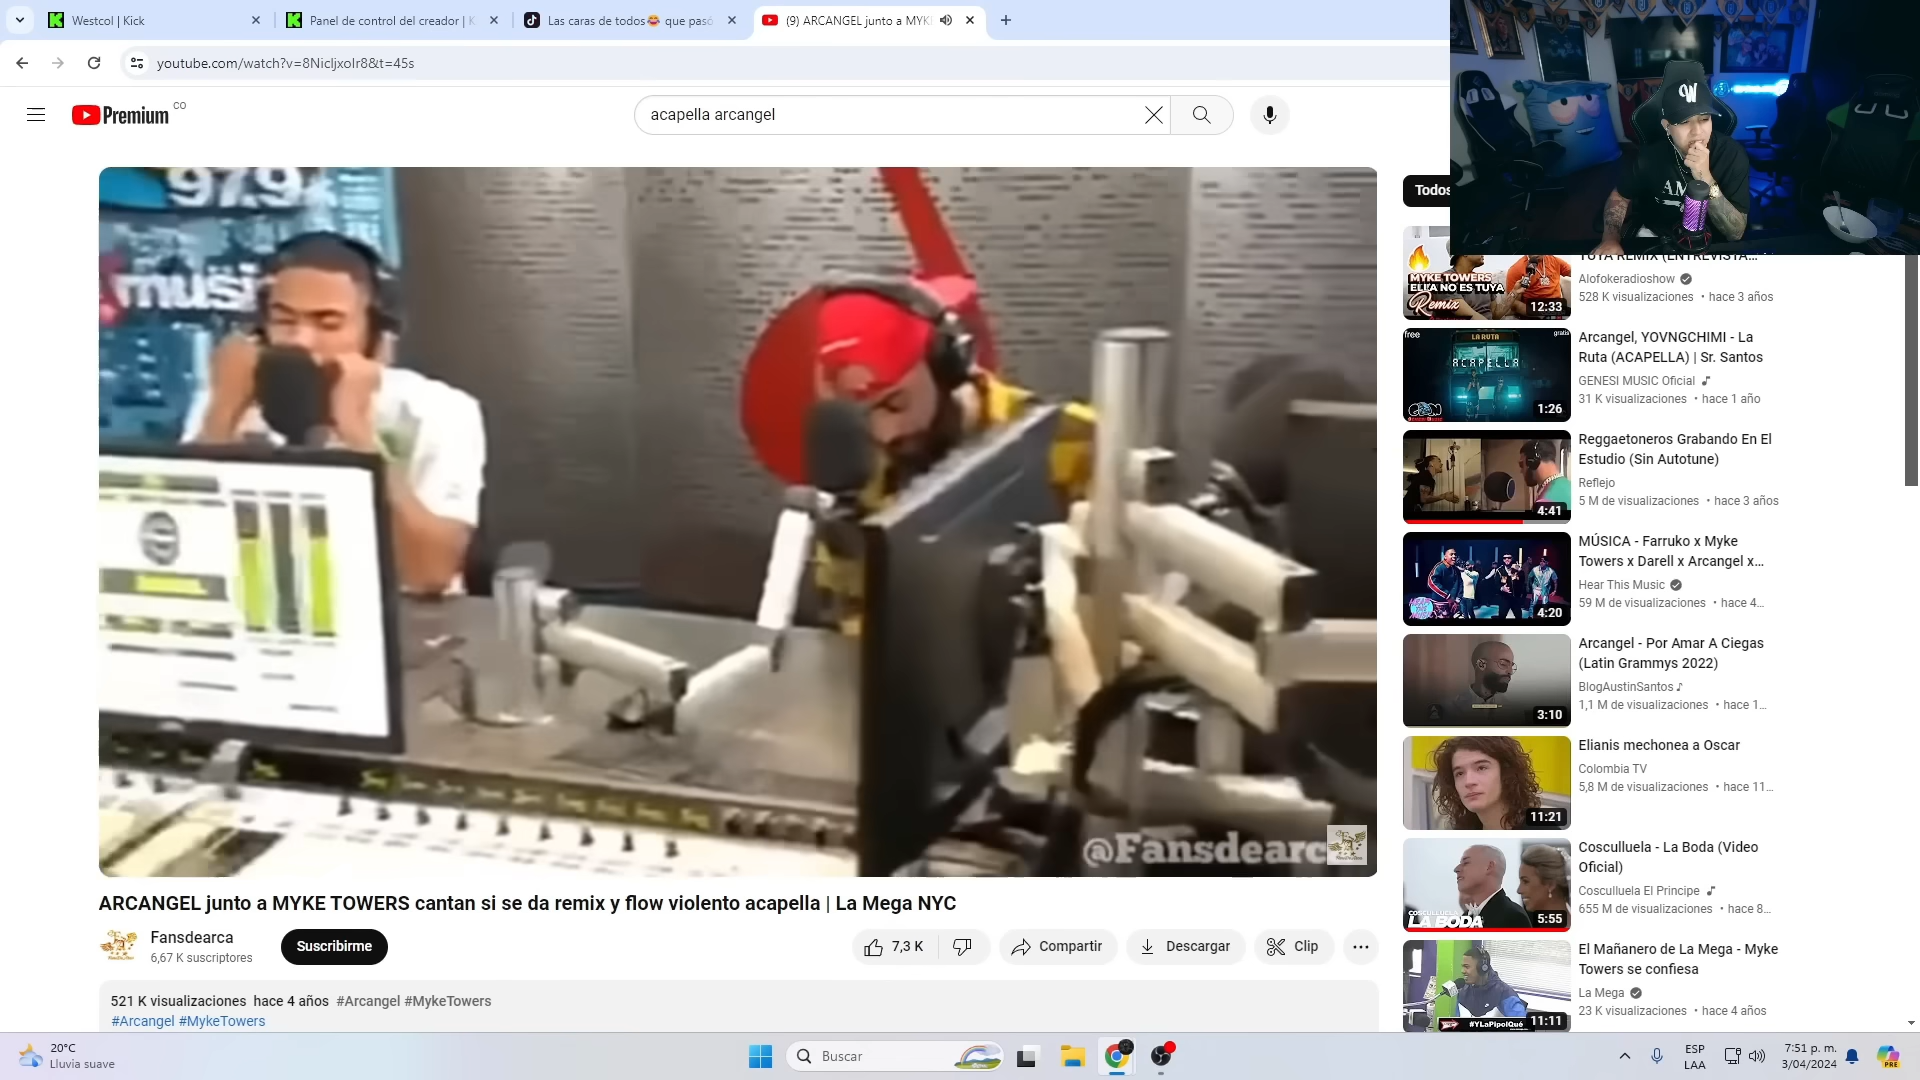 Westcol | Kick
Panel de control del creador | K
Las caras de todos😂 que pasó
(9) ARCANGEL junto a MYK
youtube.com/watch?v=8NicljxoIr8&t=45s
Premium CO
acapella arcangel
97.9
music
@Fansdearc
ARCANGEL junto a MYKE TOWERS cantan si se da remix y flow violento acapella | La Mega NYC
Fansdearca
6,67 K suscriptores
Suscribirme
7,3 K
Compartir
Descargar
Clip
521 K visualizaciones hace 4 años #Arcangel #MykeTowers
#Arcangel #MykeTowers
Todos
W
MYKE TOWERS
ELLA NO ES TUYA
Remix
12:33
TUYA REMIX (ENTREVISTA...
Alofokeradioshow
528 K visualizaciones • hace 3 años
free
gratis
LA RUTA
ACAPELLA
1:26
Arcangel, YOVNGCHIMI - La
Ruta (ACAPELLA) | Sr. Santos
GENESI MUSIC Oficial
31 K visualizaciones • hace 1 año
4:41
Reggaetoneros Grabando En El
Estudio (Sin Autotune)
Reflejo
5 M de visualizaciones • hace 3 años
4:20
MÚSICA - Farruko x Myke
Towers x Darell x Arcangel x...
Hear This Music
59 M de visualizaciones • hace 4...
3:10
Arcangel - Por Amar A Ciegas
(Latin Grammys 2022)
BlogAustinSantos
1,1 M de visualizaciones • hace 1...
11:21
Elianis mechonea a Oscar
Colombia TV
5,8 M de visualizaciones • hace 11...
COSCULLUELA
LA BODA
5:55
Cosculluela - La Boda (Video
Oficial)
Cosculluela El Principe
655 M de visualizaciones • hace 8...
#YLaPipolQué
11:11
El Mañanero de La Mega - Myke
Towers se confiesa
La Mega
23 K visualizaciones • hace 4 años
20°C
Lluvia suave
Buscar
ESP
LAA
7:51 p. m.
3/04/2024
PRE